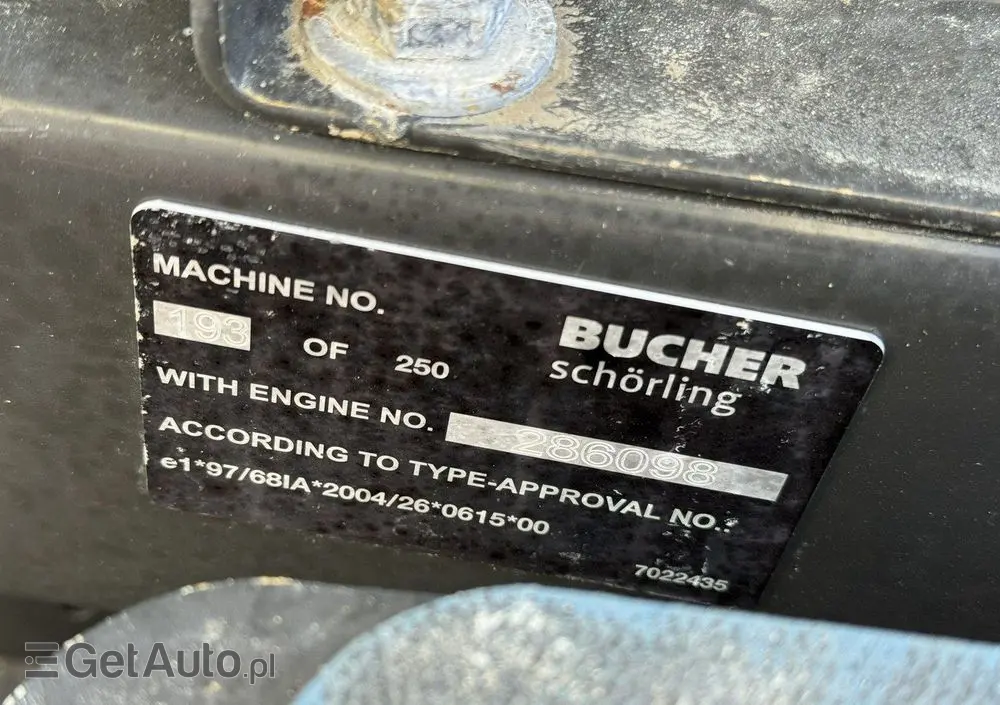 MACHINE NO.
193 OF 250
BUCHER
schörling
WITH ENGINE NO. 286098
ACCORDING TO TYPE-APPROVAL NO.:
e1*97/68IA*2004/26*0615*00
7022435
GetAuto.pl